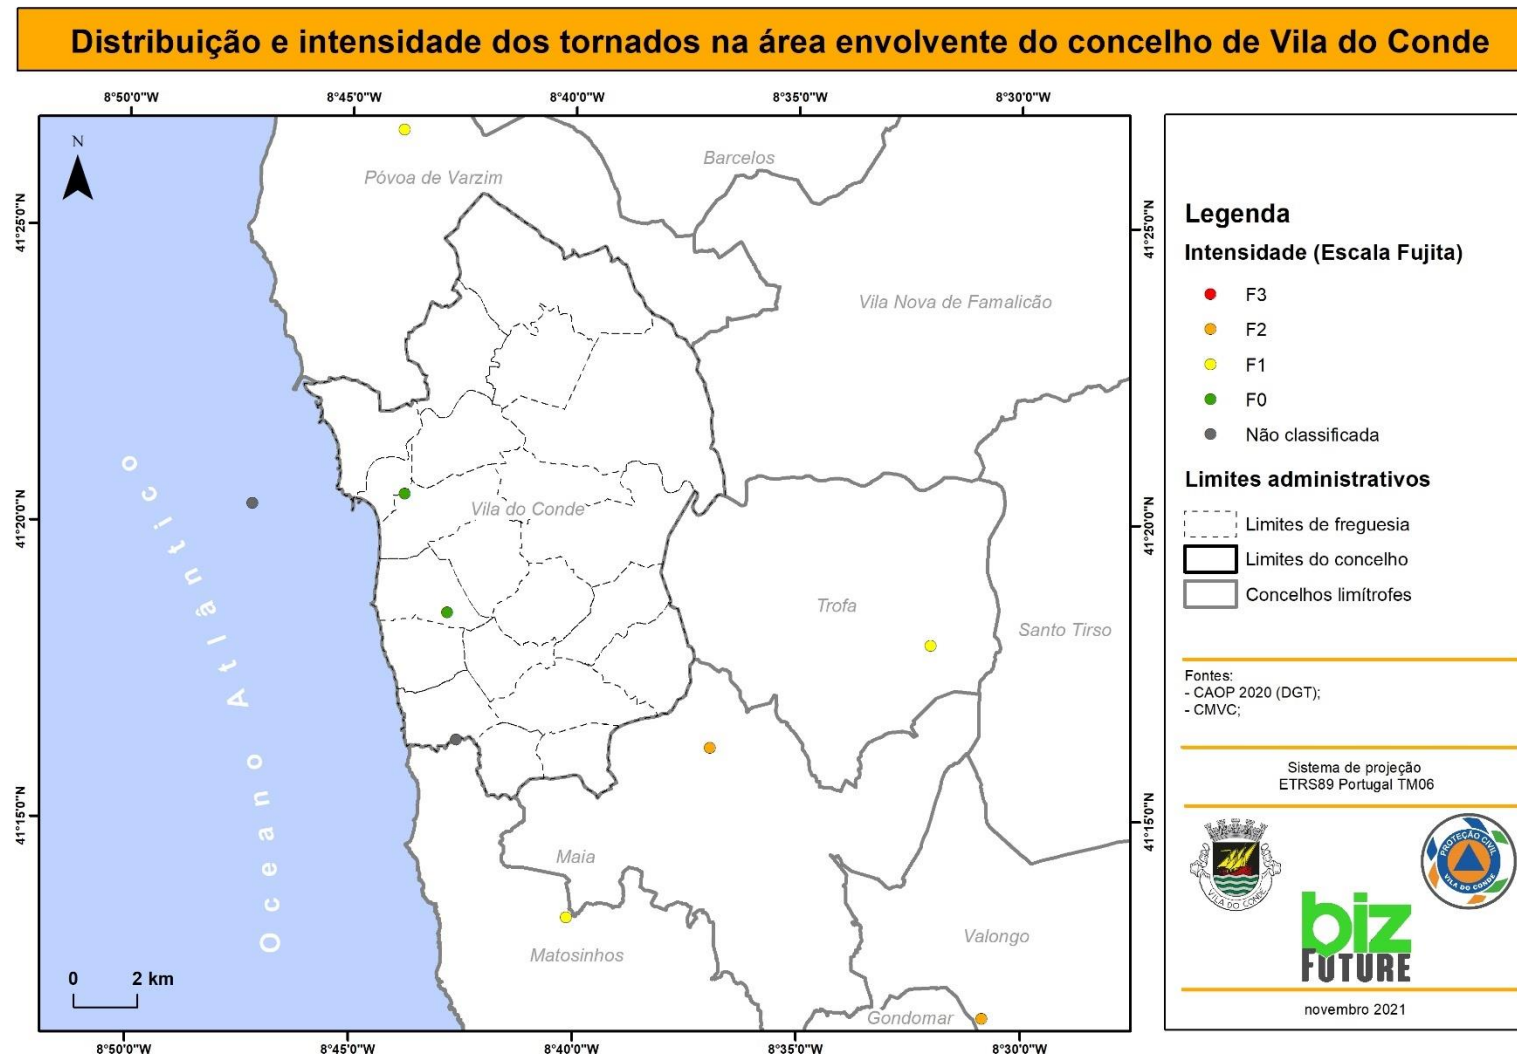 Distribuição e intensidade dos tornados na área envolvente do concelho de Vila do Conde
8°50'0"W 8°45'0"W 8°40'0"W 8°35'0"W 8°30'0"W
N
Póvoa de Varzim
Barcelos
41°25'0"N
41°25'0"N
Vila Nova de Famalicão
Vila do Conde
41°20'0"N
41°20'0"N
Oceano Atlântico
Trofa
Santo Tirso
41°15'0"N
41°15'0"N
Maia
Matosinhos
Valongo
Gondomar
0 2 km
8°50'0"W 8°45'0"W 8°40'0"W 8°35'0"W 8°30'0"W
Legenda
Intensidade (Escala Fujita)
F3
F2
F1
F0
Não classificada
Limites administrativos
Limites de freguesia
Limites do concelho
Concelhos limítrofes
Fontes:
- CAOP 2020 (DGT);
- CMVC;
Sistema de projeção
ETRS89 Portugal TM06
VILA DO CONDE
PROTEÇÃO CIVIL
VILA DO CONDE
biz
FUTURE
novembro 2021